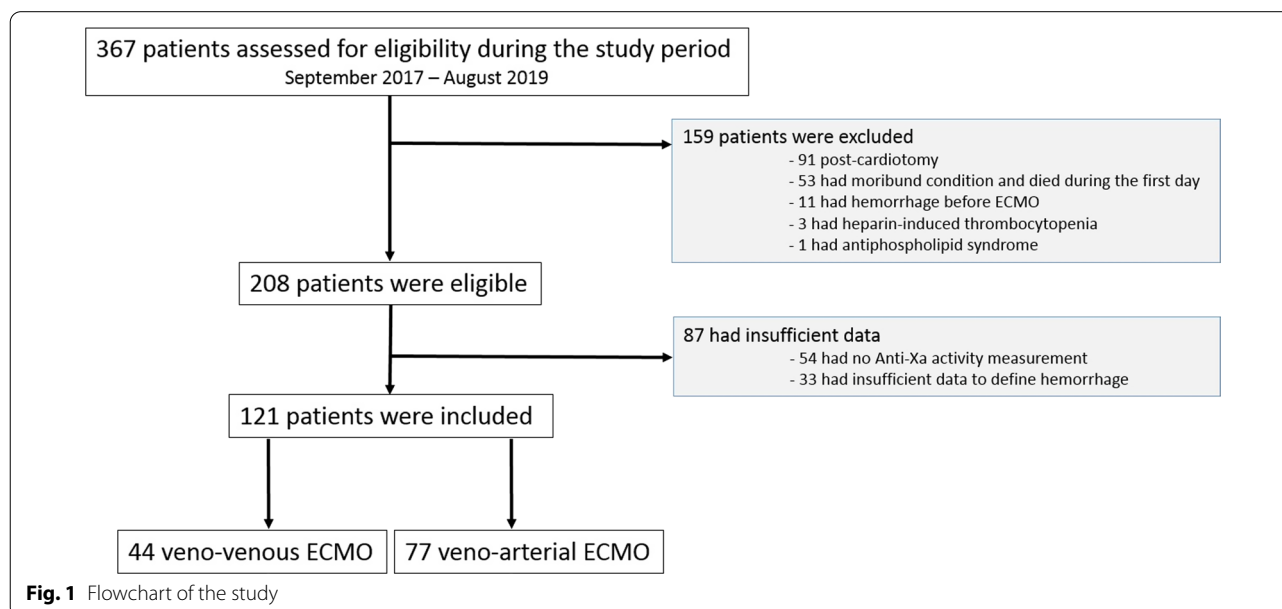 367 patients assessed for eligibility during the study period
September 2017 – August 2019
159 patients were excluded
- 91 post-cardiotomy
- 53 had moribund condition and died during the first day
- 11 had hemorrhage before ECMO
- 3 had heparin-induced thrombocytopenia
- 1 had antiphospholipid syndrome
208 patients were eligible
87 had insufficient data
- 54 had no Anti-Xa activity measurement
- 33 had insufficient data to define hemorrhage
121 patients were included
44 veno-venous ECMO
77 veno-arterial ECMO
Fig. 1 Flowchart of the study